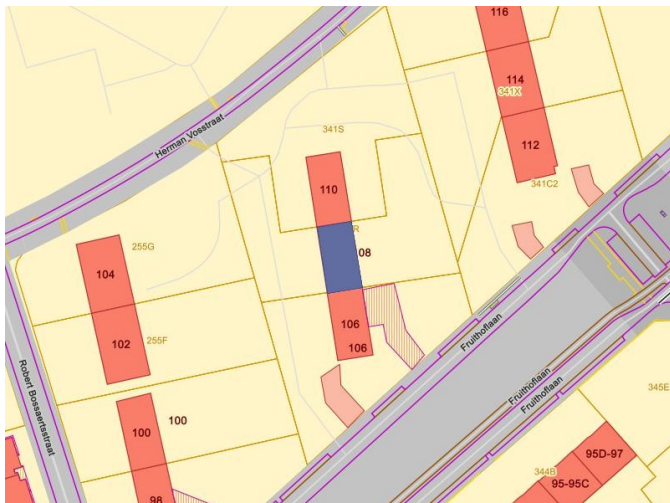 116
114
341X
112
341C2
Herman Vosstraat
341S
110
R
08
255G
104
102
255F
106
106
Fruithoflaan
Fruithoflaan
Fruithoflaan
Robert Bossaertsstraat
100
100
98
345E
95D-97
344B
95-95C